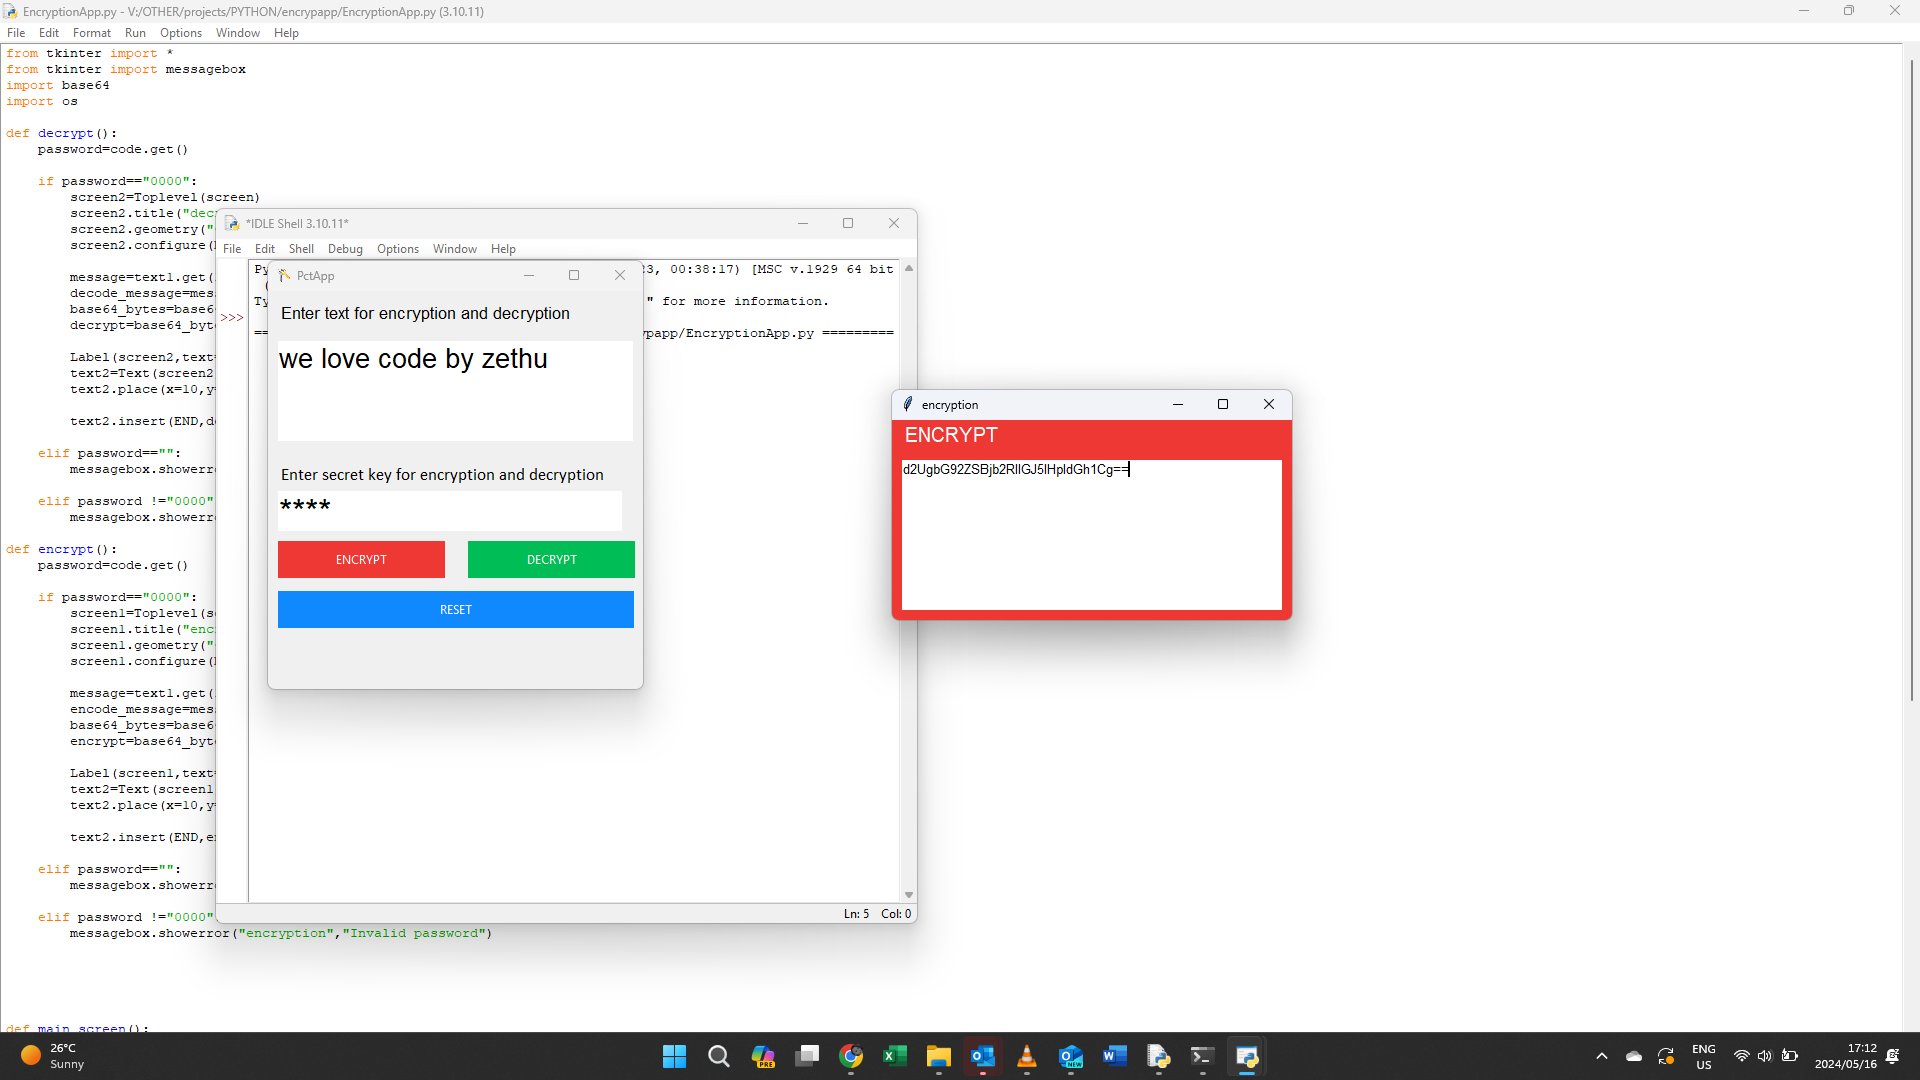 EncryptionApp.py - V:/OTHER/projects/PYTHON/encrypapp/EncryptionApp.py (3.10.11)
File Edit Format Run Options Window Help
from tkinter import *
from tkinter import messagebox
import base64
import os
def decrypt():
password=code.get()
if password=="0000":
screen2=Toplevel(screen)
screen2.title("dec
screen2.geometry("
screen2.configure(
message=text1.get(
decode_message=mes
base64_bytes=base6
decrypt=base64_byt
Label(screen2,text
text2=Text(screen2
text2.place(x=10,y
text2.insert(END,d
elif password=="":
messagebox.showerr
elif password !="0000"
messagebox.showerr
def encrypt():
password=code.get()
if password=="0000":
screen1=Toplevel(s
screen1.title("enc
screen1.geometry("
screen1.configure(
message=text1.get(
encode_message=mes
base64_bytes=base6
encrypt=base64_byt
Label(screen1,text
text2=Text(screen1
text2.place(x=10,y
text2.insert(END,e
elif password=="":
messagebox.showerr
elif password !="0000"
messagebox.showerror("encryption","Invalid password")
def main_screen():
*IDLE Shell 3.10.11*
File Edit Shell Debug Options Window Help
Py
3, 00:38:17) [MSC v.1929 64 bit
(
Ty
" for more information.
>>>
==
papp/EncryptionApp.py =========
Ln: 5 Col: 0
PctApp
Enter text for encryption and decryption
we love code by zethu
Enter secret key for encryption and decryption
****
ENCRYPT DECRYPT
RESET
encryption
ENCRYPT
d2UgbG92ZSBjb2RlIGJ5IHpldGh1Cg==
26°C
Sunny
PRE
NEW
ENG
US
17:12
2024/05/16